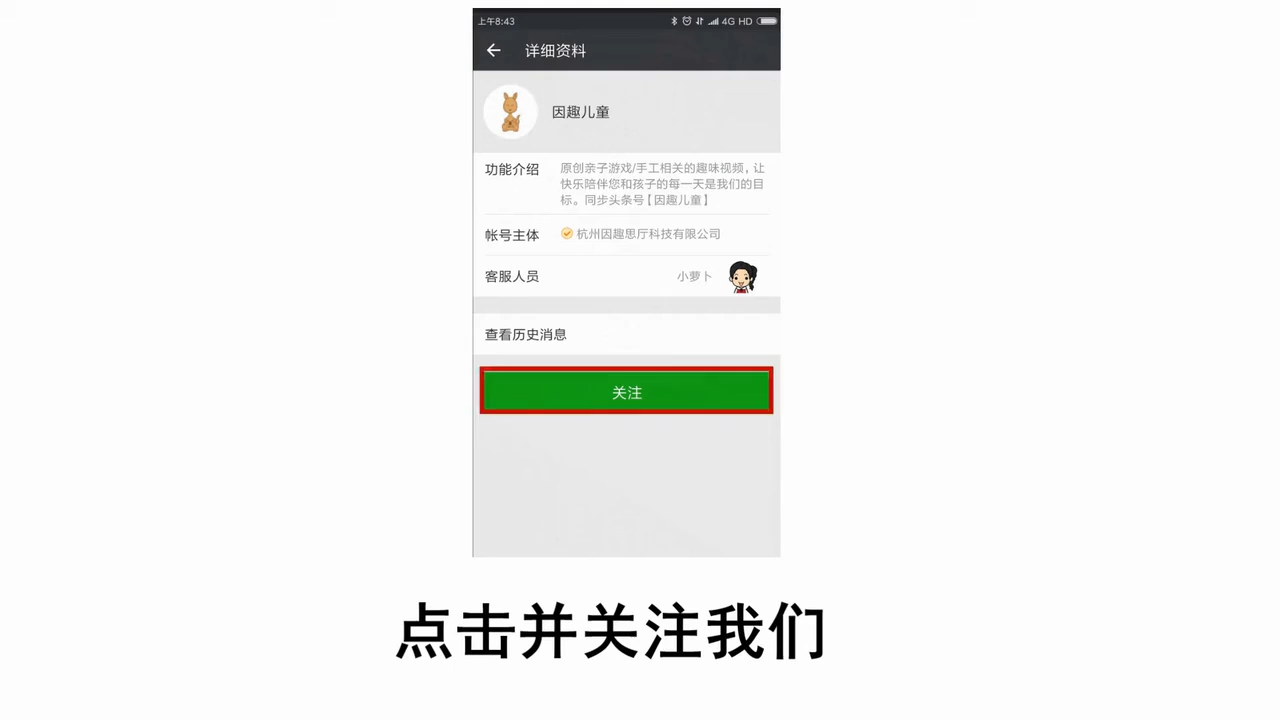 上午8:43
4G HD
详细资料
因趣儿童
功能介绍
原创亲子游戏/手工相关的趣味视频，让
快乐陪伴您和孩子的每一天是我们的目
标。同步头条号【因趣儿童】
帐号主体
杭州因趣思厅科技有限公司
客服人员
小萝卜
查看历史消息
关注
点击并关注我们